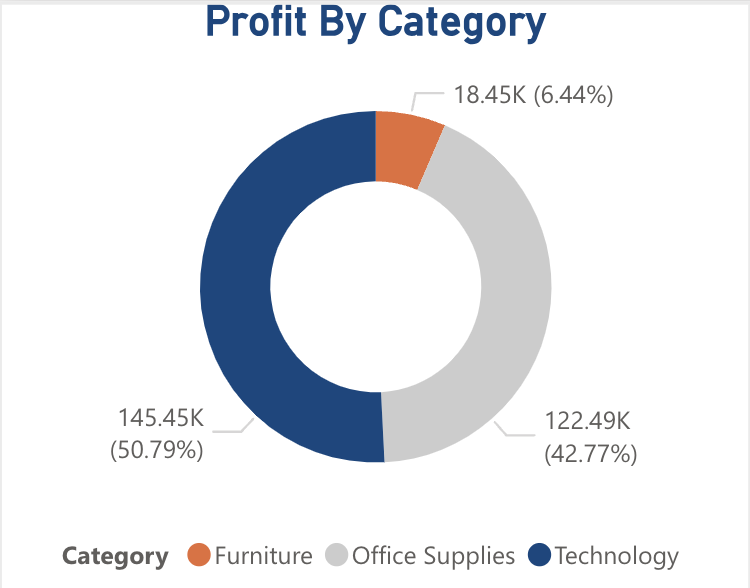 Profit By Category
18.45K (6.44%)
145.45K
(50.79%)
122.49K
(42.77%)
Category Furniture Office Supplies Technology